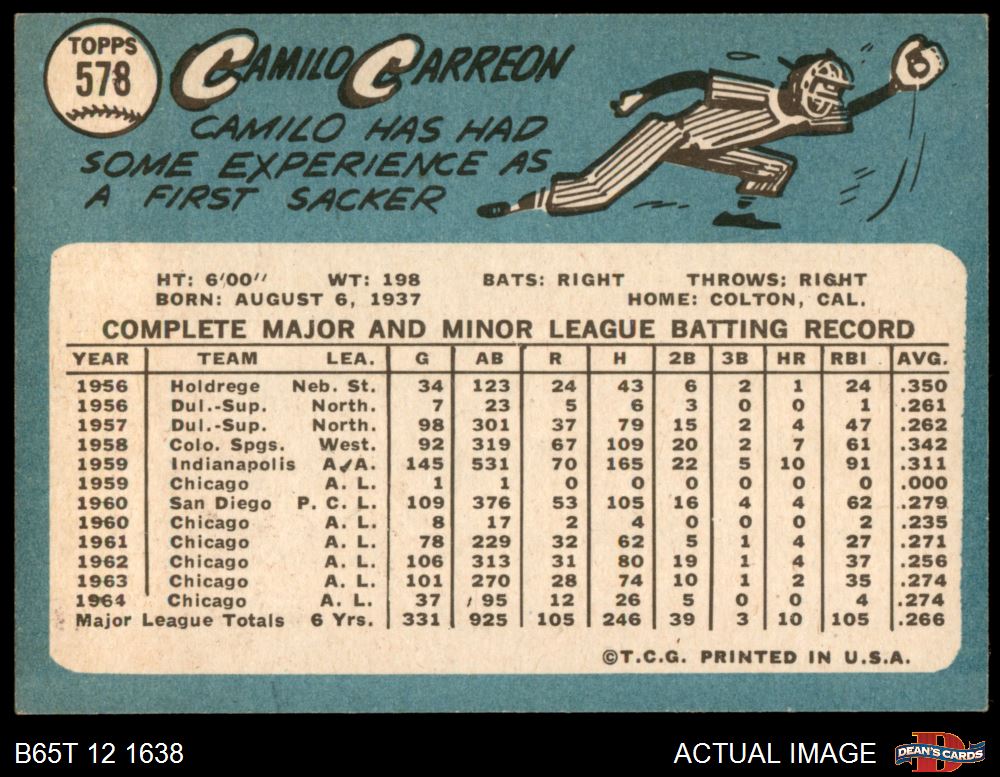 TOPPS
578
CAMILO CARREON
CAMILO HAS HAD
SOME EXPERIENCE AS
A FIRST SACKER
HT: 6'00" WT: 198 BATS: RIGHT THROWS: RIGHT
BORN: AUGUST 6, 1937 HOME: COLTON, CAL.
COMPLETE MAJOR AND MINOR LEAGUE BATTING RECORD
YEAR TEAM LEA. G AB R H 2B 3B HR RBI AVG.
1956 Holdrege Neb. St. 34 123 24 43 6 2 1 24 .350
1956 Dul.-Sup. North. 7 23 5 6 3 0 0 1 .261
1957 Dul.-Sup. North. 98 301 37 79 15 2 4 47 .262
1958 Colo. Spgs. West. 92 319 67 109 20 2 7 61 .342
1959 Indianapolis A.A. 145 531 70 165 22 5 10 91 .311
1959 Chicago A. L. 1 1 0 0 0 0 0 0 .000
1960 San Diego P. C. L. 109 376 53 105 16 4 4 62 .279
1960 Chicago A. L. 8 17 2 4 0 0 0 2 .235
1961 Chicago A. L. 78 229 32 62 5 1 4 27 .271
1962 Chicago A. L. 106 313 31 80 19 1 4 37 .256
1963 Chicago A. L. 101 270 28 74 10 1 2 35 .274
1964 Chicago A. L. 37 95 12 26 5 0 0 4 .274
Major League Totals 6 Yrs. 331 925 105 246 39 3 10 105 .266
©T.C.G. PRINTED IN U.S.A.
B65T 12 1638 ACTUAL IMAGE
D
DEAN'S CARDS